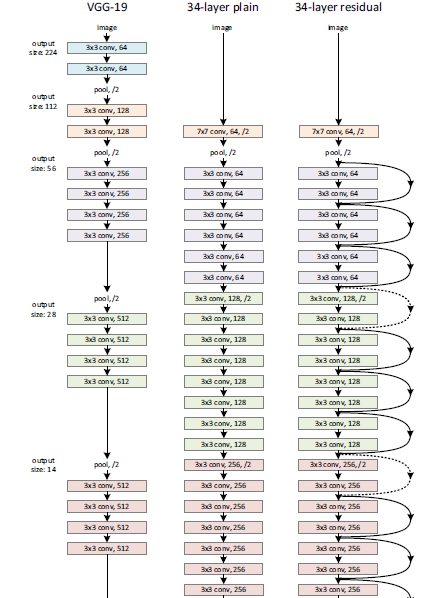 VGG-19
34-layer plain
34-layer residual
image
image
image
output
size: 224
3x3 conv, 64
3x3 conv, 64
pool, /2
output
size: 112
3x3 conv, 128
3x3 conv, 128
7x7 conv, 64, /2
7x7 conv, 64, /2
pool, /2
pool, /2
pool, /2
output
size: 56
3x3 conv, 256
3x3 conv, 64
3x3 conv, 64
3x3 conv, 256
3x3 conv, 64
3x3 conv, 64
3x3 conv, 256
3x3 conv, 64
3x3 conv, 64
3x3 conv, 256
3x3 conv, 64
3x3 conv, 64
3x3 conv, 64
3x3 conv, 64
3x3 conv, 64
3x3 conv, 64
output
size: 28
pool, /2
3x3 conv, 128, /2
3x3 conv, 128, /2
3x3 conv, 512
3x3 conv, 128
3x3 conv, 128
3x3 conv, 512
3x3 conv, 128
3x3 conv, 128
3x3 conv, 512
3x3 conv, 128
3x3 conv, 128
3x3 conv, 512
3x3 conv, 128
3x3 conv, 128
3x3 conv, 128
3x3 conv, 128
3x3 conv, 128
3x3 conv, 128
3x3 conv, 128
3x3 conv, 128
output
size: 14
pool, /2
3x3 conv, 256, /2
3x3 conv, 256, /2
3x3 conv, 512
3x3 conv, 256
3x3 conv, 256
3x3 conv, 512
3x3 conv, 256
3x3 conv, 256
3x3 conv, 512
3x3 conv, 256
3x3 conv, 256
3x3 conv, 512
3x3 conv, 256
3x3 conv, 256
3x3 conv, 256
3x3 conv, 256
3x3 conv, 256
3x3 conv, 256